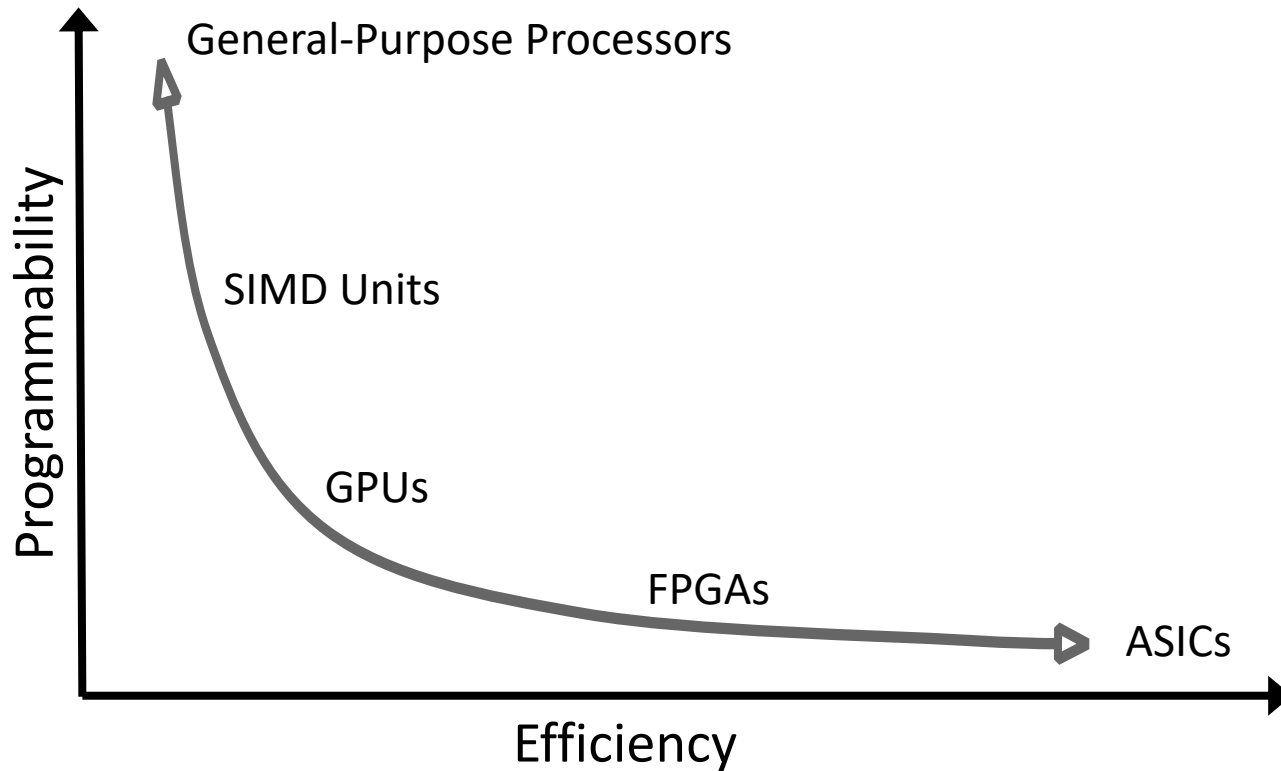 General-Purpose Processors
Programmability
SIMD Units
GPUs
FPGAs
ASICs
Efficiency